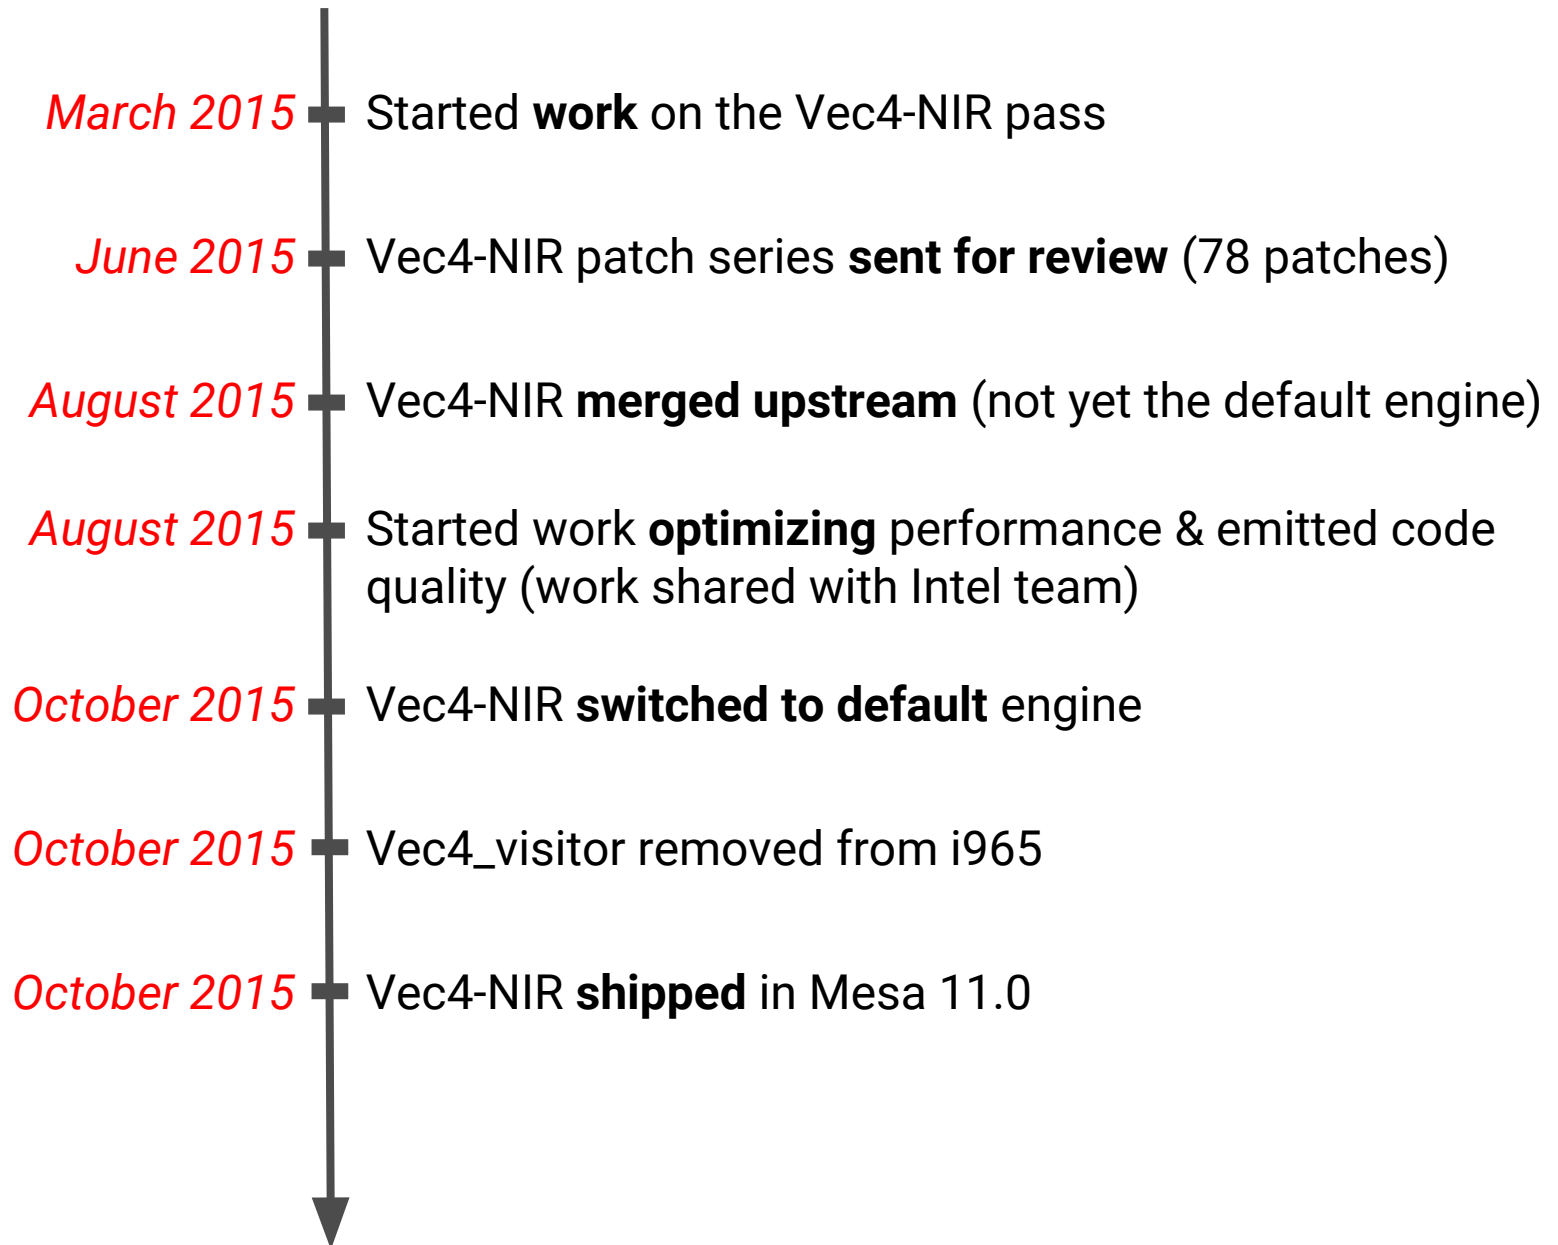 March 2015 Started work on the Vec4-NIR pass
June 2015 Vec4-NIR patch series sent for review (78 patches)
August 2015 Vec4-NIR merged upstream (not yet the default engine)
August 2015 Started work optimizing performance & emitted code
quality (work shared with Intel team)
October 2015 Vec4-NIR switched to default engine
October 2015 Vec4_visitor removed from i965
October 2015 Vec4-NIR shipped in Mesa 11.0